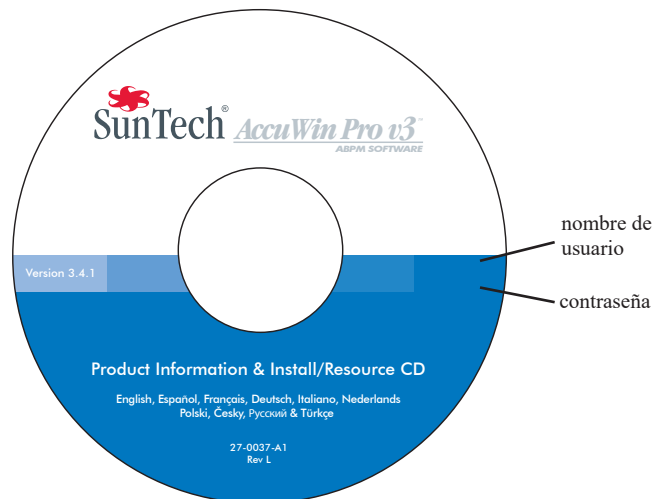 SunTech® AccuWin Pro v3™
ABPM SOFTWARE
nombre de
usuario
Version 3.4.1
contraseña
Product Information & Install/Resource CD
English, Español, Français, Deutsch, Italiano, Nederlands
Polski, Česky, Русский & Türkçe
27-0037-A1
Rev L